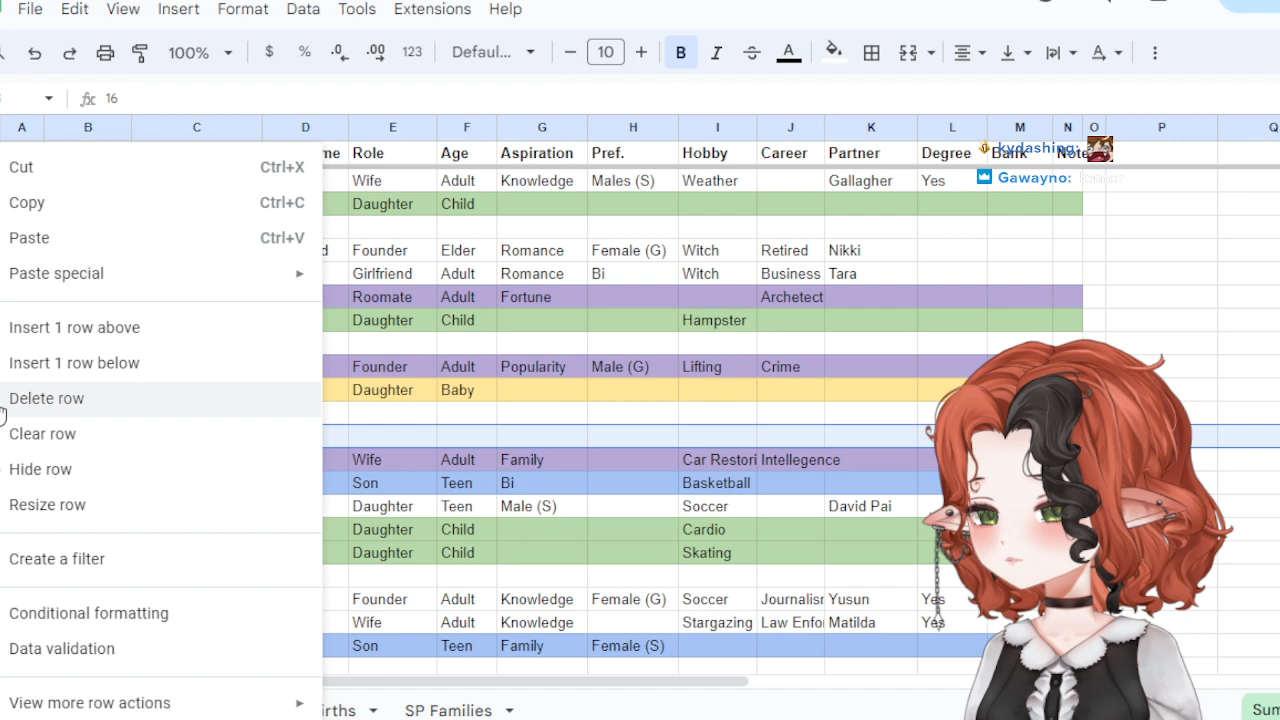 File Edit View Insert Format Data Tools Extensions Help
100% $ % .0 .00 123 Defaul... − 10 + B I A A
fx 16
A B C D E F G H I J K L M N O P Q
me Role Age Aspiration Pref. Hobby Career Partner Degree Bank Note
kydashing:
Gawayno:
Cut Ctrl+X
Copy Ctrl+C
Paste Ctrl+V
Paste special
Insert 1 row above
Insert 1 row below
Delete row
Clear row
Hide row
Resize row
Create a filter
Conditional formatting
Data validation
View more row actions
Wife Adult Knowledge Males (S) Weather Gallagher Yes
Daughter Child
d Founder Elder Romance Female (G) Witch Retired Nikki
Girlfriend Adult Romance Bi Witch Business Tara
Roomate Adult Fortune Archetect
Daughter Child Hampster
Founder Adult Popularity Male (G) Lifting Crime
Daughter Baby
Wife Adult Family Car Restori Intellegence
Son Teen Bi Basketball
Daughter Teen Male (S) Soccer David Pai
Daughter Child Cardio
Daughter Child Skating
Founder Adult Knowledge Female (G) Soccer Journalisr Yusun Yes
Wife Adult Knowledge Stargazing Law Enfor Matilda Yes
Son Teen Family Female (S)
irths SP Families Sum